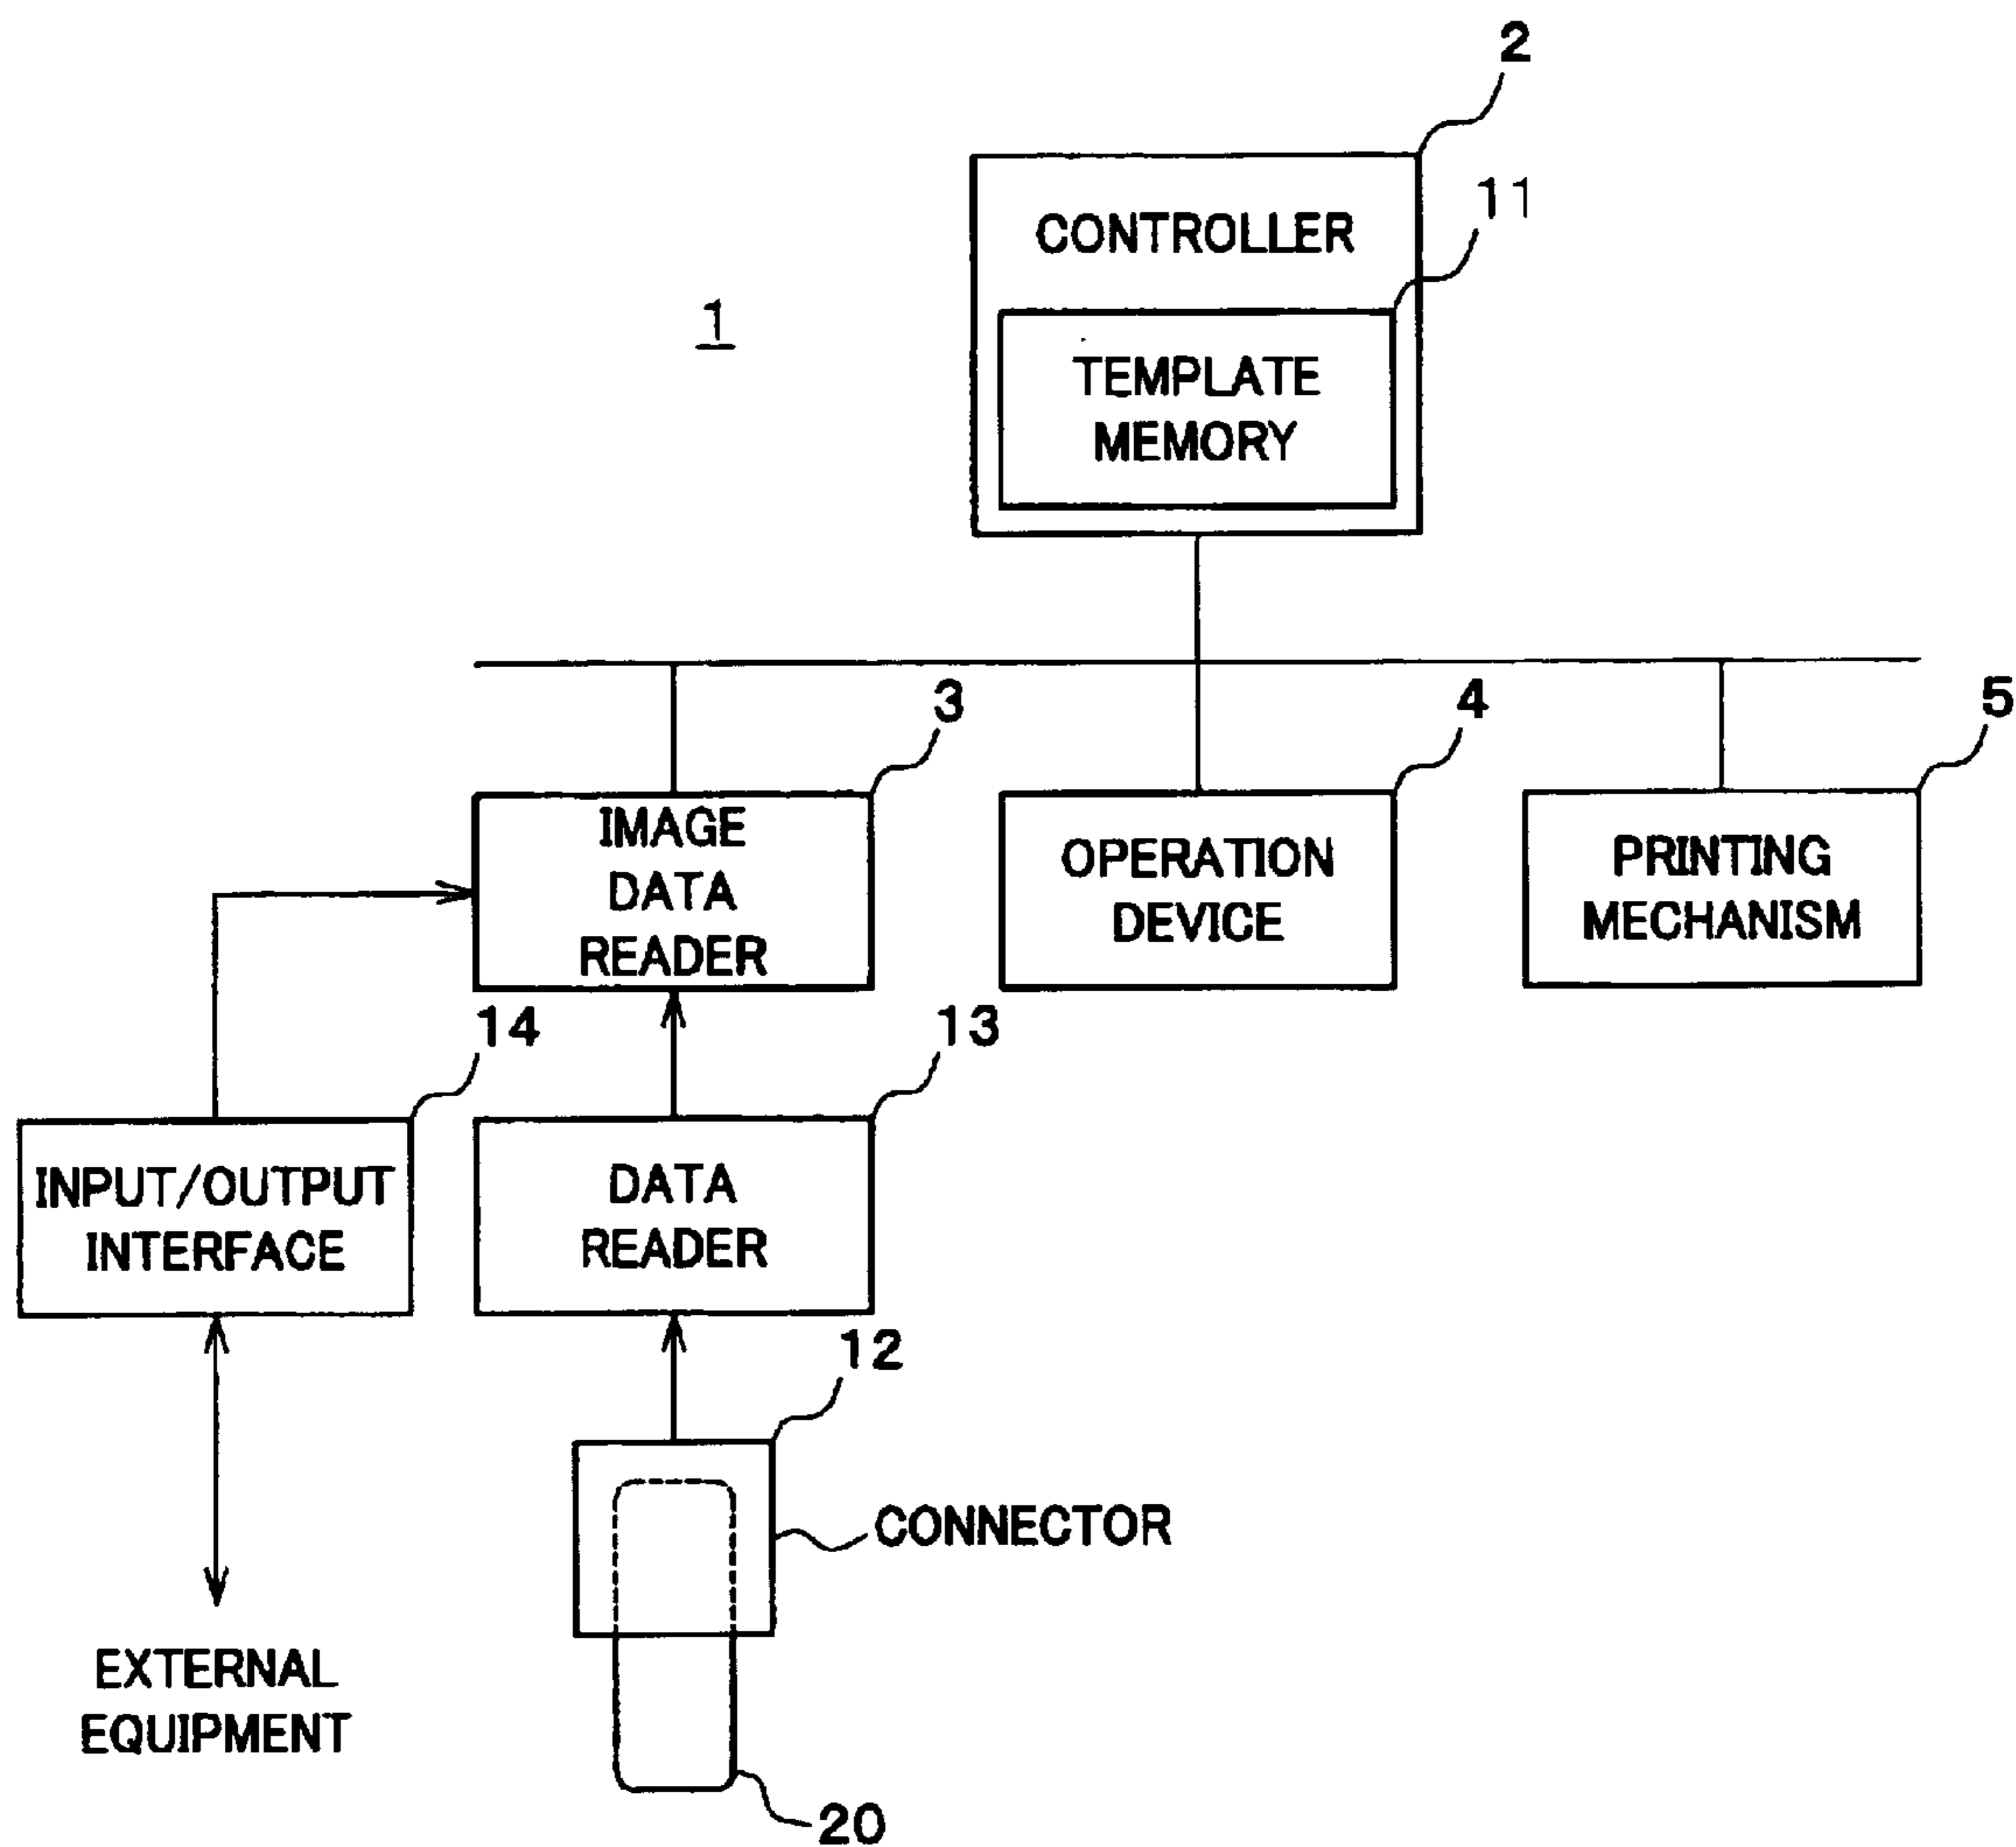 2
CONTROLLER
11
1
TEMPLATE
MEMORY
3
4
5
IMAGE
DATA
READER
OPERATION
DEVICE
PRINTING
MECHANISM
14
13
INPUT/OUTPUT
INTERFACE
DATA
READER
12
CONNECTOR
EXTERNAL
EQUIPMENT
20